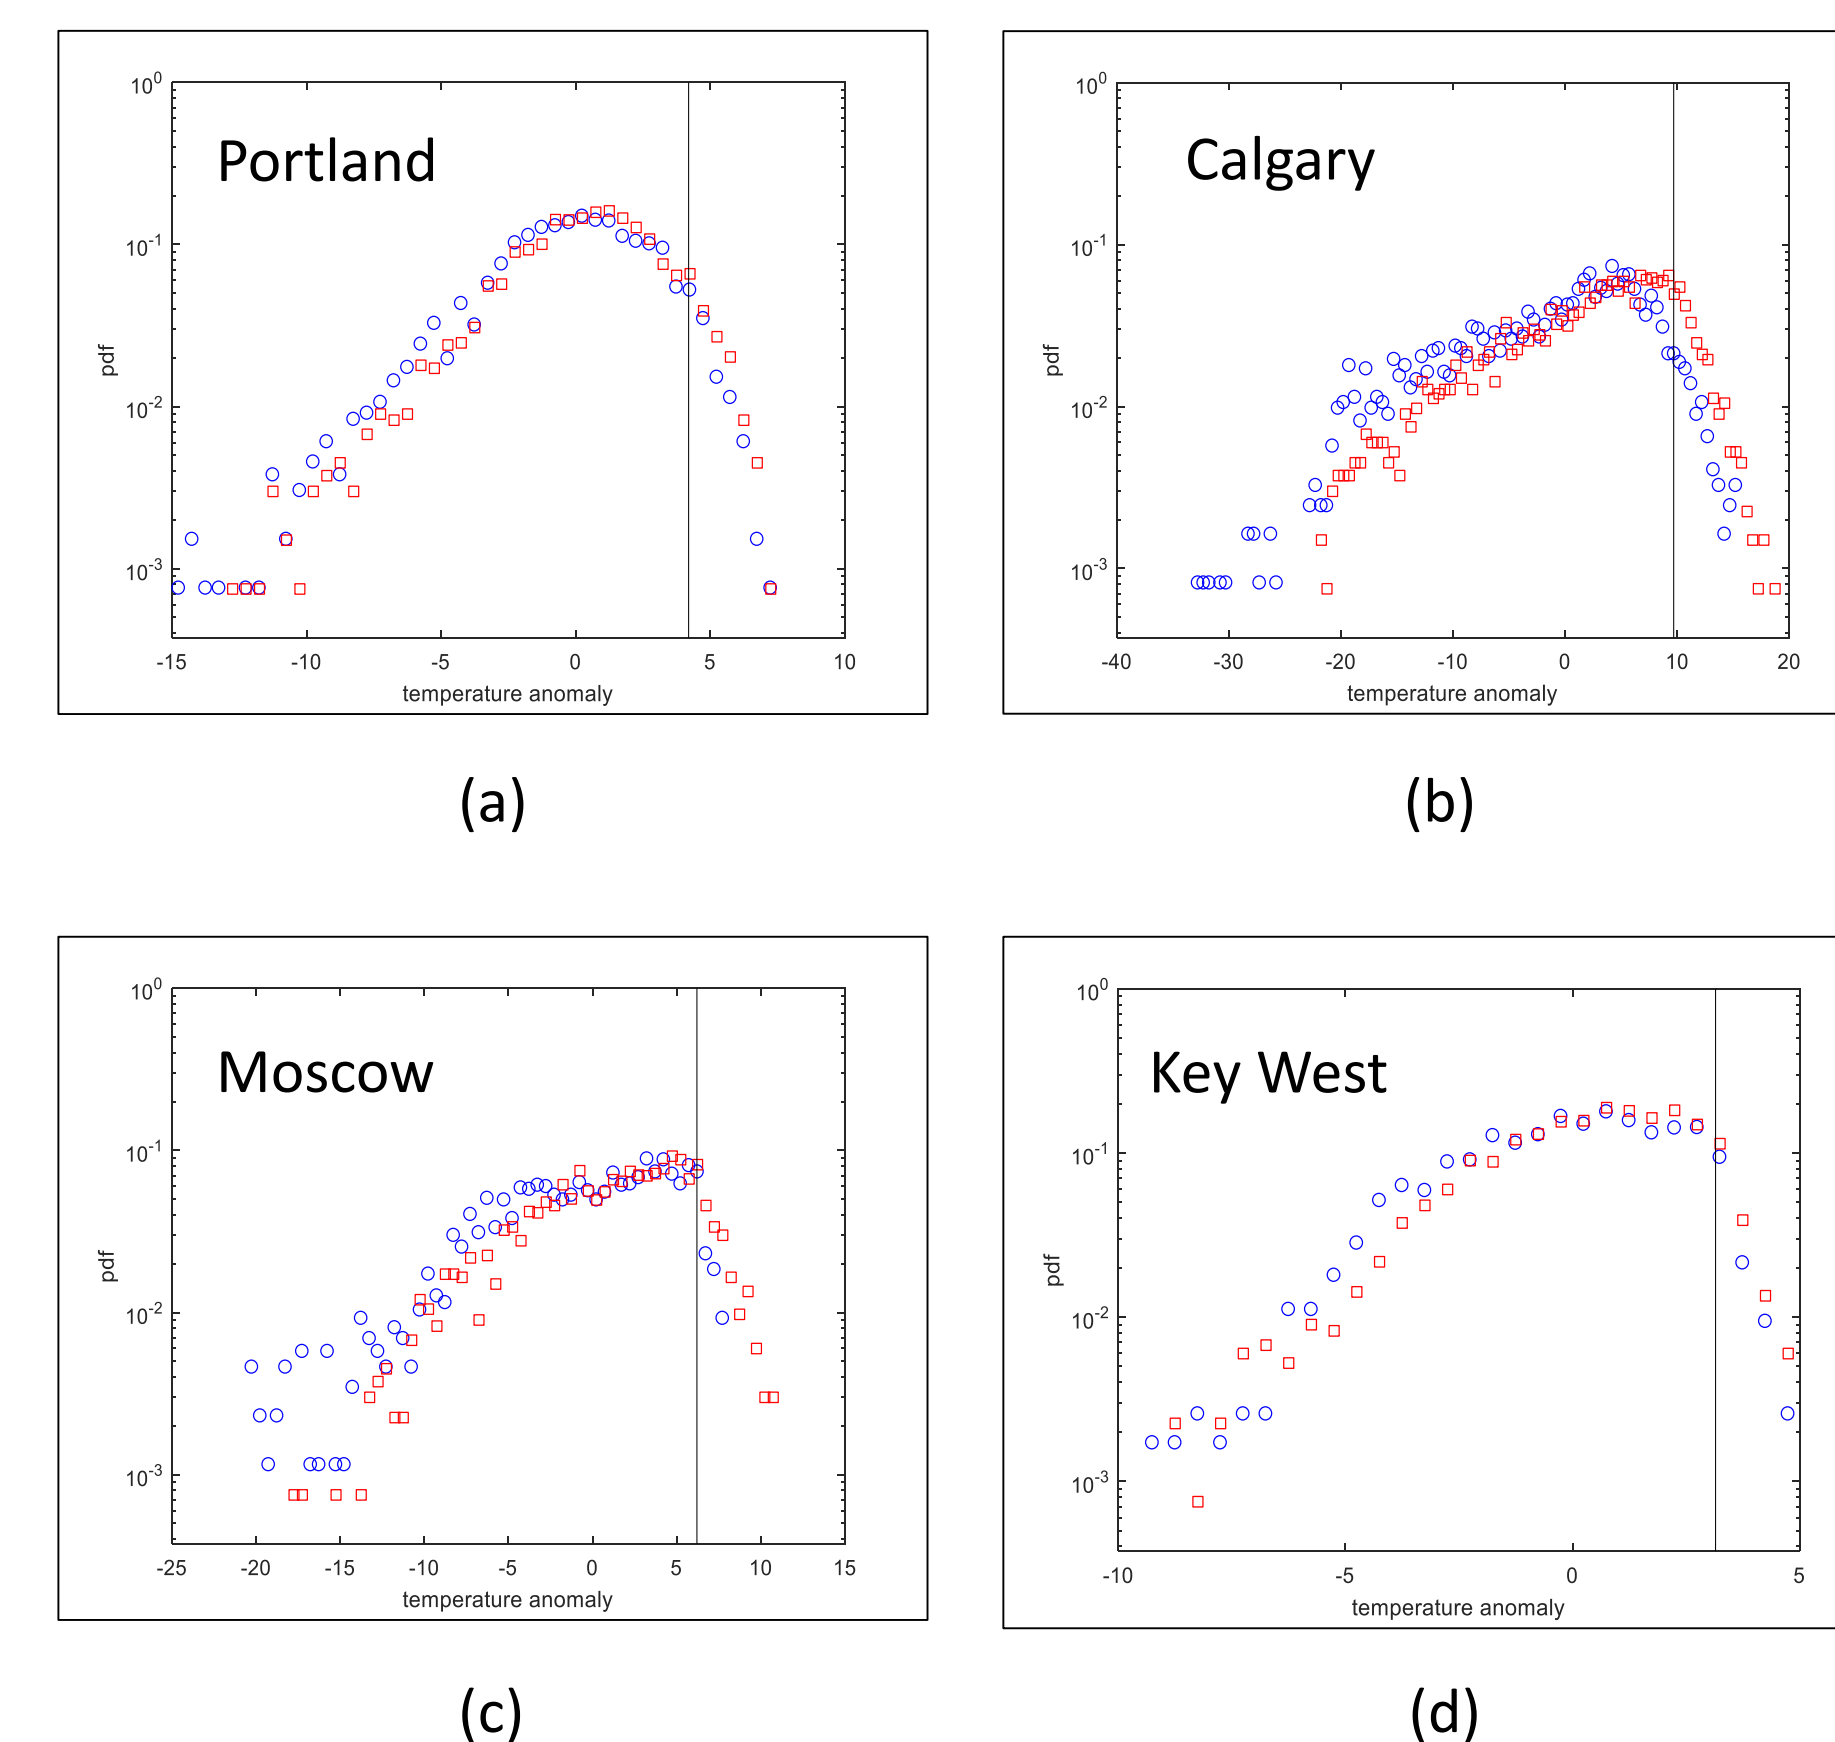 10^0
Portland
10^-1
pdf
10^-2
10^-3
-15 -10 -5 0 5 10
temperature anomaly
(a)
10^0
Calgary
10^-1
pdf
10^-2
10^-3
-40 -30 -20 -10 0 10 20
temperature anomaly
(b)
10^0
Moscow
10^-1
pdf
10^-2
10^-3
-25 -20 -15 -10 -5 0 5 10 15
temperature anomaly
(c)
10^0
Key West
10^-1
pdf
10^-2
10^-3
-10 -5 0 5
temperature anomaly
(d)